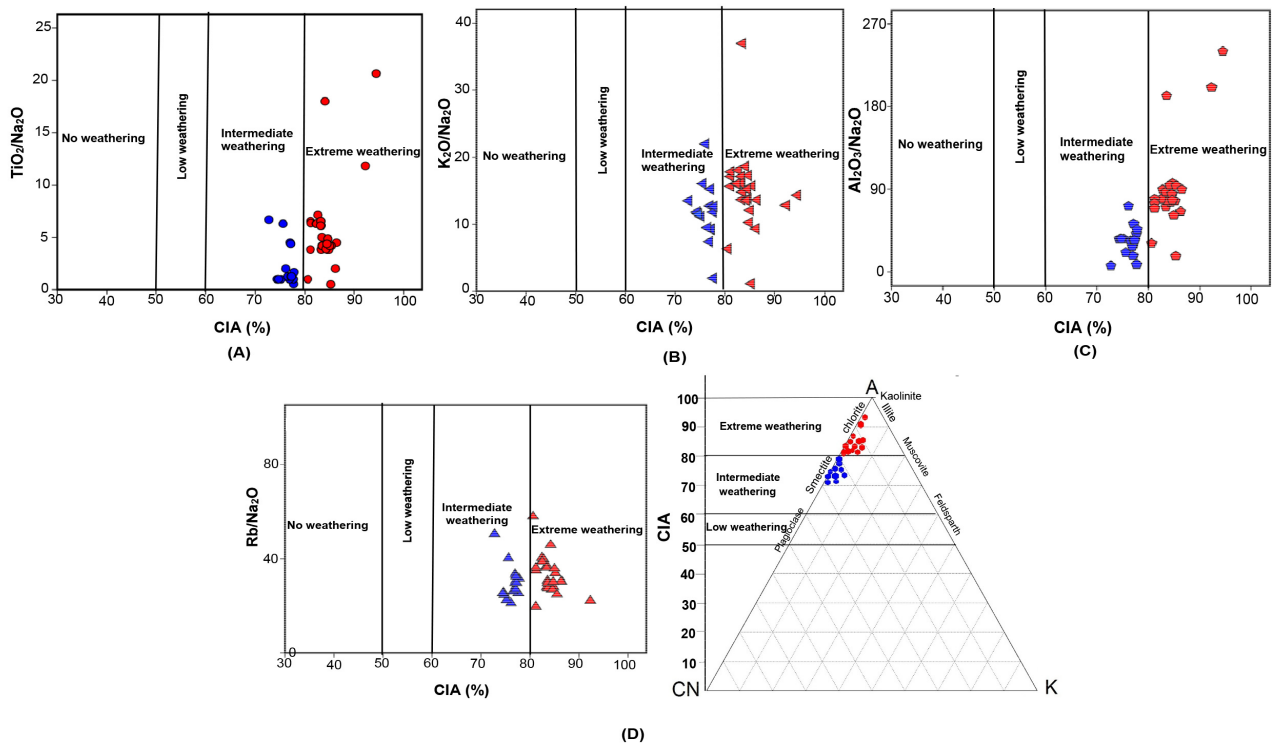 TiO₂/Na₂O
25
20
15
10
5
0
No weathering
Low weathering
Intermediate
weathering
Extreme weathering
30 40 50 60 70 80 90 100
CIA (%)
(A)
K₂O/Na₂O
40
30
20
10
0
No weathering
Low weathering
Intermediate
weathering
Extreme weathering
30 40 50 60 70 80 90 100
CIA (%)
(B)
Al₂O₃/Na₂O
270
180
90
0
No weathering
Low weathering
Intermediate
weathering
Extreme weathering
30 40 50 60 70 80 90 100
CIA (%)
(C)
Rb/Na₂O
80
40
0
No weathering
Low weathering
Intermediate
weathering
Extreme weathering
30 40 50 60 70 80 90 100
CIA (%)
CIA
100
90
80
70
60
50
40
30
20
10
Extreme weathering
Intermediate
weathering
Low weathering
A
Kaolinite
chlorite
Illite
Smectite
Muscovite
Plagioclase
Feldsparth
CN
K
(D)